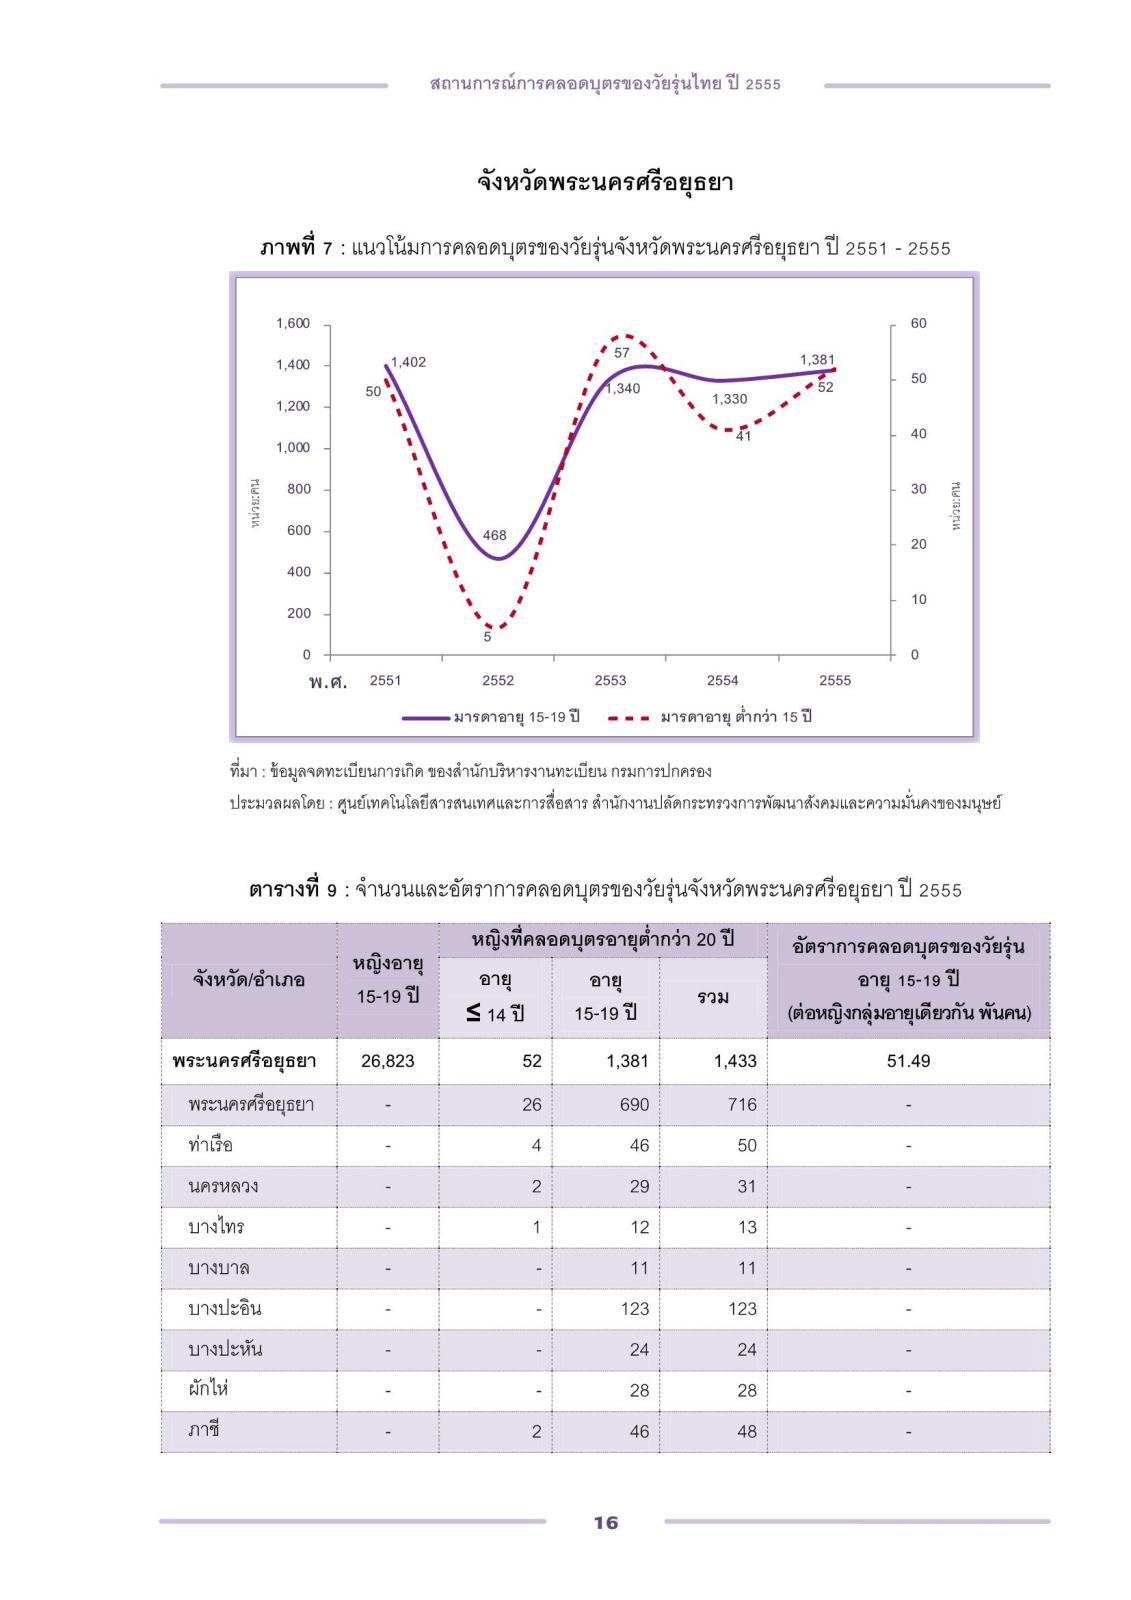 สถานการณ์การคลอดบุตรของวัยรุ่นไทย ปี 2555
จังหวัดพระนครศรีอยุธยา
ภาพที่ 7 : แนวโน้มการคลอดบุตรของวัยรุ่นจังหวัดพระนครศรีอยุธยา ปี 2551 - 2555
1,600
1,400
1,200
1,000
800
600
400
200
0
หน่วย:คน
60
50
40
30
20
10
0
หน่วย:คน
1,402
50
468
5
57
1,340
1,330
41
1,381
52
พ.ศ. 2551 2552 2553 2554 2555
มารดาอายุ 15-19 ปี มารดาอายุ ต่ำกว่า 15 ปี
ที่มา : ข้อมูลจดทะเบียนการเกิด ของสำนักบริหารงานทะเบียน กรมการปกครอง
ประมวลผลโดย : ศูนย์เทคโนโลยีสารสนเทศและการสื่อสาร สำนักงานปลัดกระทรวงการพัฒนาสังคมและความมั่นคงของมนุษย์
ตารางที่ 9 : จำนวนและอัตราการคลอดบุตรของวัยรุ่นจังหวัดพระนครศรีอยุธยา ปี 2555
จังหวัด/อำเภอ
หญิงอายุ
15-19 ปี
หญิงที่คลอดบุตรอายุต่ำกว่า 20 ปี
อายุ
≤ 14 ปี
อายุ
15-19 ปี
รวม
อัตราการคลอดบุตรของวัยรุ่น
อายุ 15-19 ปี
(ต่อหญิงกลุ่มอายุเดียวกัน พันคน)
พระนครศรีอยุธยา 26,823 52 1,381 1,433 51.49
พระนครศรีอยุธยา - 26 690 716 -
ท่าเรือ - 4 46 50 -
นครหลวง - 2 29 31 -
บางไทร - 1 12 13 -
บางบาล - - 11 11 -
บางปะอิน - - 123 123 -
บางปะหัน - - 24 24 -
ผักไห่ - - 28 28 -
ภาชี - 2 46 48 -
16